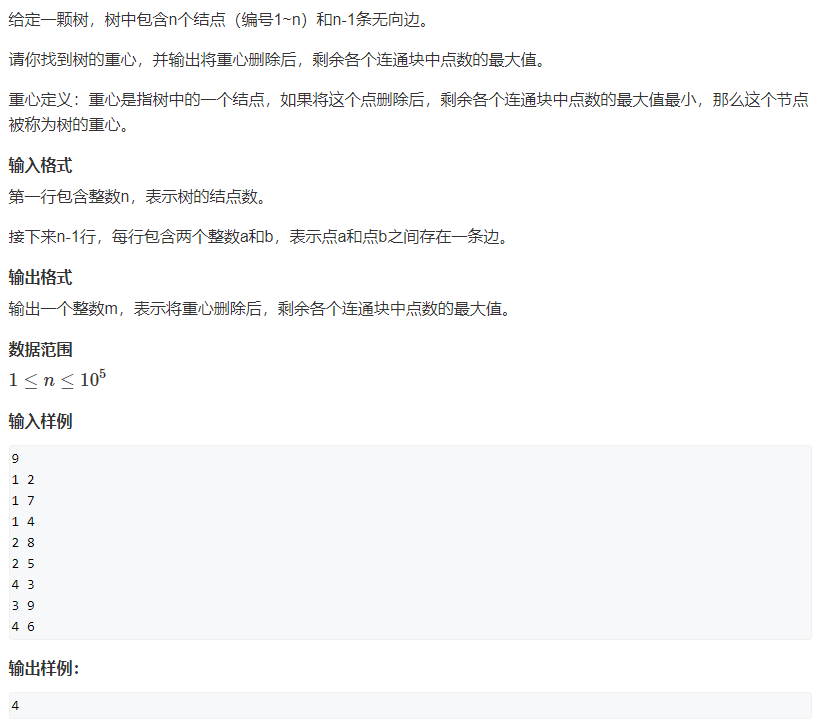 给定一颗树，树中包含n个结点（编号1~n）和n-1条无向边。
请你找到树的重心，并输出将重心删除后，剩余各个连通块中点数的最大值。
重心定义：重心是指树中的一个结点，如果将这个点删除后，剩余各个连通块中点数的最大值最小，那么这个节点
被称为树的重心。
输入格式
第一行包含整数n，表示树的结点数。
接下来n-1行，每行包含两个整数a和b，表示点a和点b之间存在一条边。
输出格式
输出一个整数m，表示将重心删除后，剩余各个连通块中点数的最大值。
数据范围
1 ≤ n ≤ 10⁵
输入样例
9
1 2
1 7
1 4
2 8
2 5
4 3
3 9
4 6
输出样例：
4